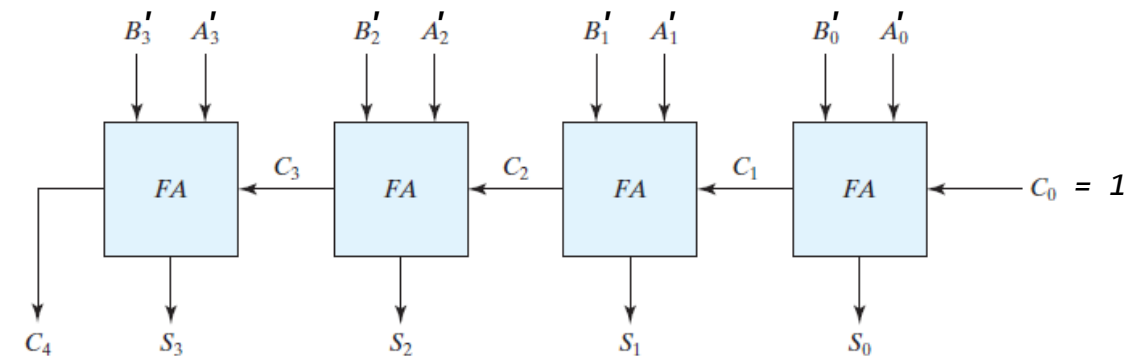 B₃′ A₃′ B₂′ A₂′ B₁′ A₁′ B₀′ A₀′
FA C₃ FA C₂ FA C₁ FA C₀ = 1
C₄ S₃ S₂ S₁ S₀